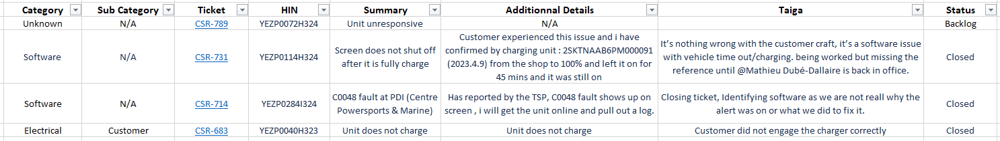 Category Sub Category Ticket HIN Summary Additionnal Details Taiga Status
Unknown N/A CSR-789 YEZP0072H324 Unit unresponsive N/A Backlog
Software N/A CSR-731 YEZP0114H324
Screen does not shut off
after it is fully charge
Customer experienced this issue and i have
confirmed by charging unit : 2SKTNAAB6PM000091
(2023.4.9) from the shop to 100% and left it on for
45 mins and it was still on
It's nothing wrong with the customer craft, it's a software issue
with vehicle time out/charging. being worked but missing the
reference until @Mathieu Dubé-Dallaire is back in office.
Closed
Software N/A CSR-714 YEZP0284I324
C0048 fault at PDI (Centre
Powersports & Marine)
Has reported by the TSP, C0048 fault shows up on
screen , i will get the unit online and pull out a log.
Closing ticket, Identifying software as we are not reall why the
alert was on or what we did to fix it.
Closed
Electrical Customer CSR-683 YEZP0040H323 Unit does not charge Unit does not charge Customer did not engage the charger correctly Closed